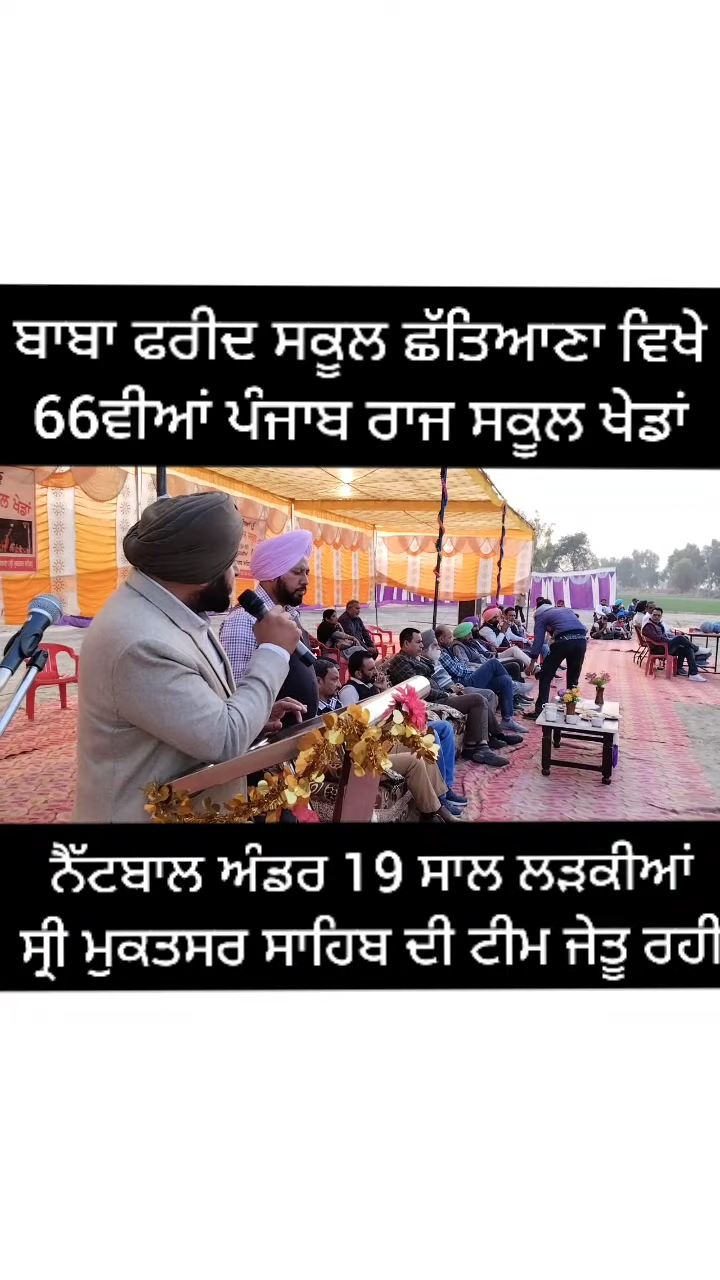 ਬਾਬਾ ਫਰੀਦ ਸਕੂਲ ਛੱਤਿਆਣਾ ਵਿਖੇ
66ਵੀਆਂ ਪੰਜਾਬ ਰਾਜ ਸਕੂਲ ਖੇਡਾਂ
ਖੇਡਾਂ
ਨੈੱਟਬਾਲ ਅੰਡਰ 19 ਸਾਲ ਲੜਕੀਆਂ
ਸ੍ਰੀ ਮੁਕਤਸਰ ਸਾਹਿਬ ਦੀ ਟੀਮ ਜੇਤੂ ਰਹੀ